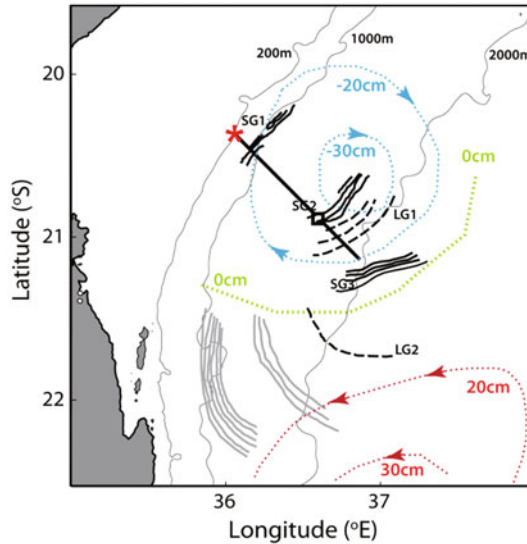 200m
1000m
2000m
20
-20cm
SG1
-30cm
0cm
SG2
LG1
21
SG3
0cm
LG2
20cm
22
30cm
36
37
Latitude (°S)
Longitude (°E)